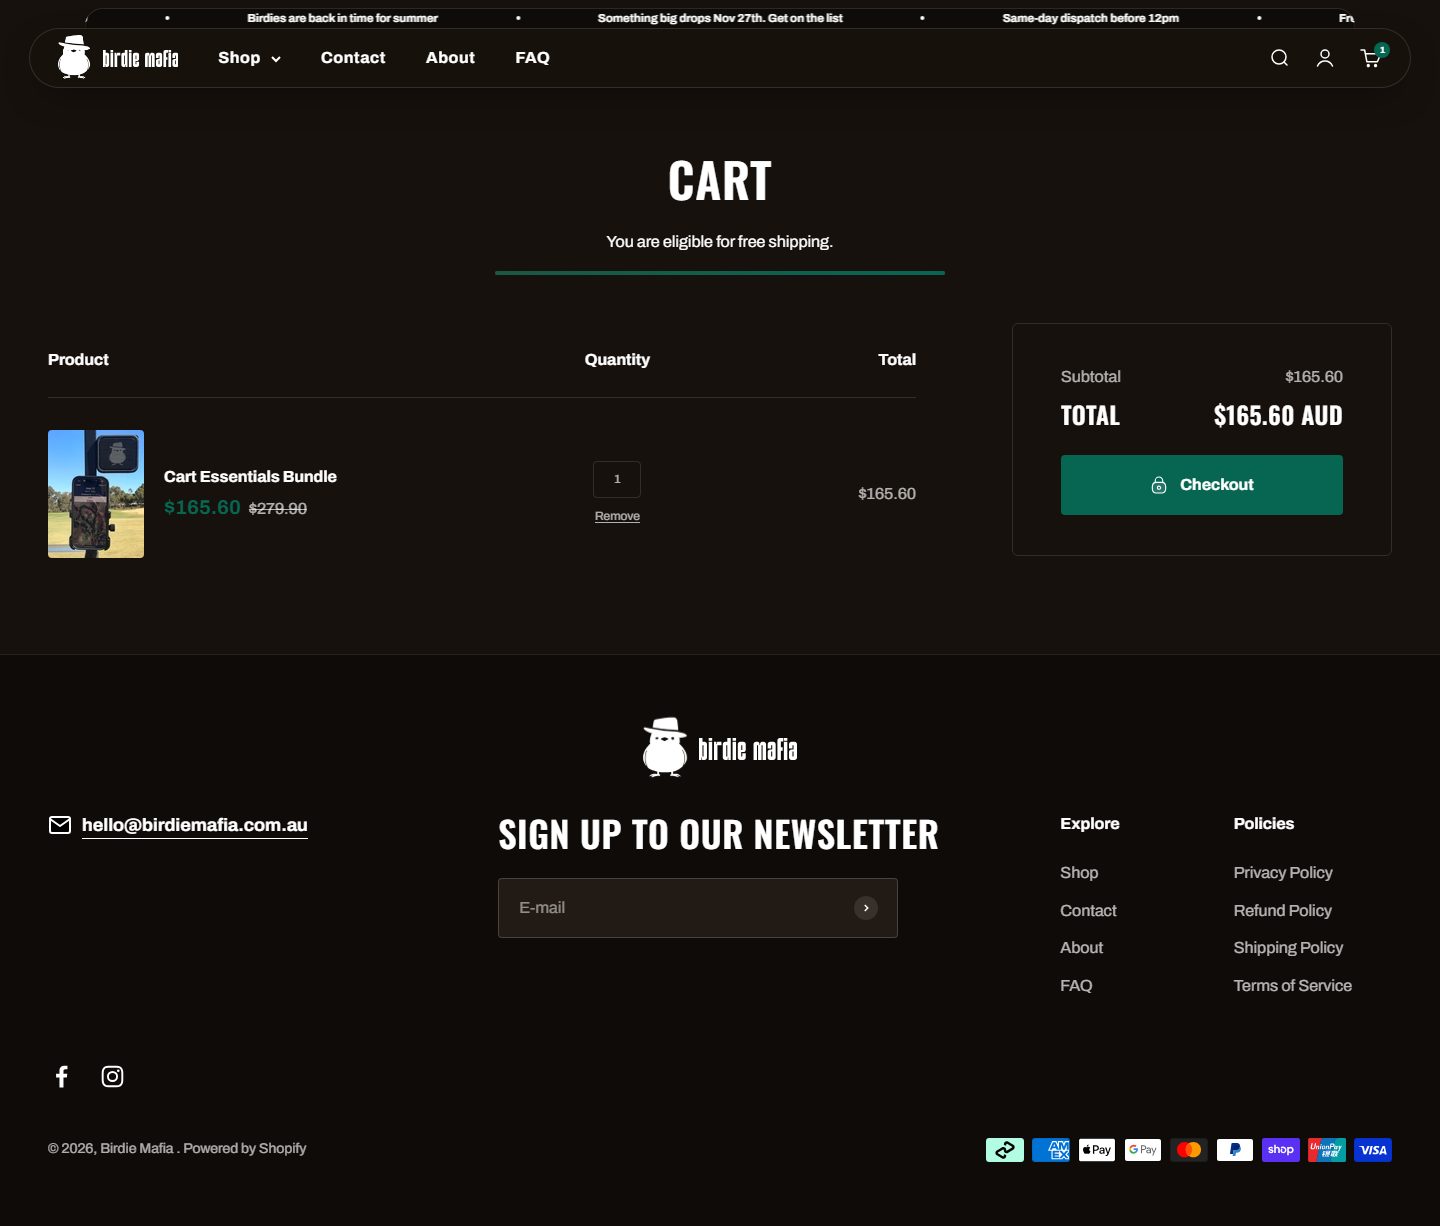 Birdies are back in time for summer • Something big drops Nov 27th. Get on the list • Same-day dispatch before 12pm •
birdie mafia
Shop
Contact
About
FAQ
1
CART
You are eligible for free shipping.
Product
Quantity
Total
Cart Essentials Bundle
$165.60 $279.90
1
Remove
$165.60
Subtotal
$165.60
TOTAL
$165.60 AUD
Checkout
birdie mafia
hello@birdiemafia.com.au
SIGN UP TO OUR NEWSLETTER
E-mail
Explore
Shop
Contact
About
FAQ
Policies
Privacy Policy
Refund Policy
Shipping Policy
Terms of Service
© 2026, Birdie Mafia . Powered by Shopify
AMEX
Pay
G Pay
shop
UnionPay
银联
VISA